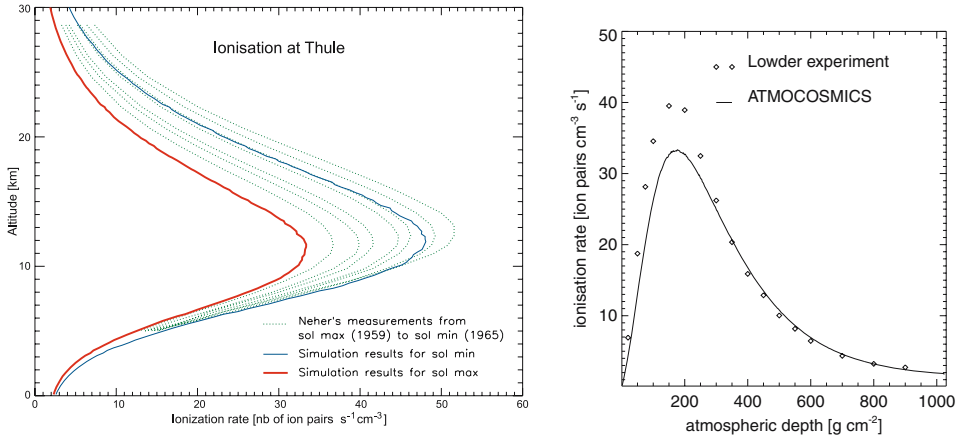 Ionisation at Thule
30
20
10
0
Altitude [km]
Neher's measurements from
sol max (1959) to sol min (1965)
Simulation results for sol min
Simulation results for sol max
0 10 20 30 40 50 60
Ionization rate [nb of ion pairs s⁻¹cm⁻³]
50
40
30
20
10
0
ionisation rate [ion pairs cm⁻³ s⁻¹]
Lowder experiment
ATMOCOSMICS
200 400 600 800 1000
atmospheric depth [g cm⁻²]